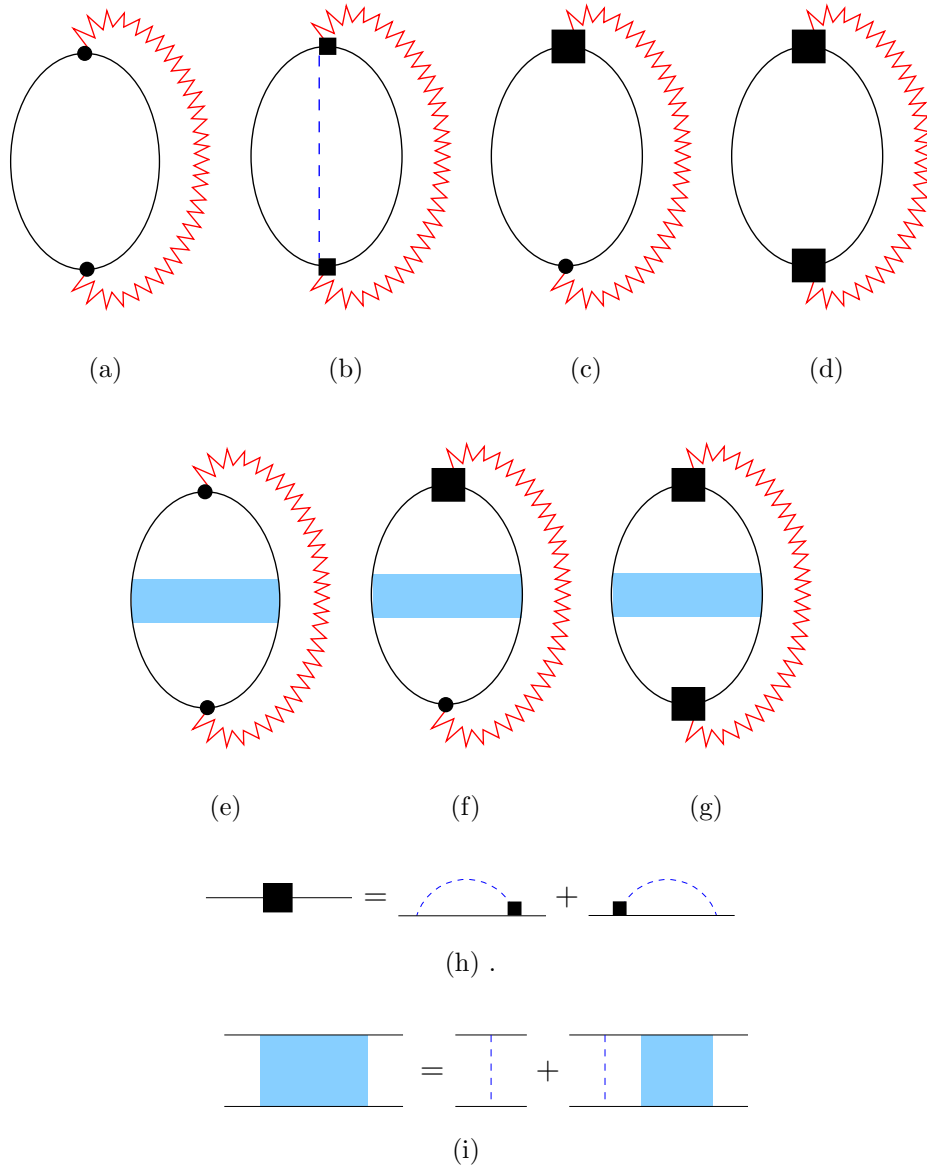 (a) (b) (c) (d)
(e) (f) (g)
= +
(h) .
= +
(i)